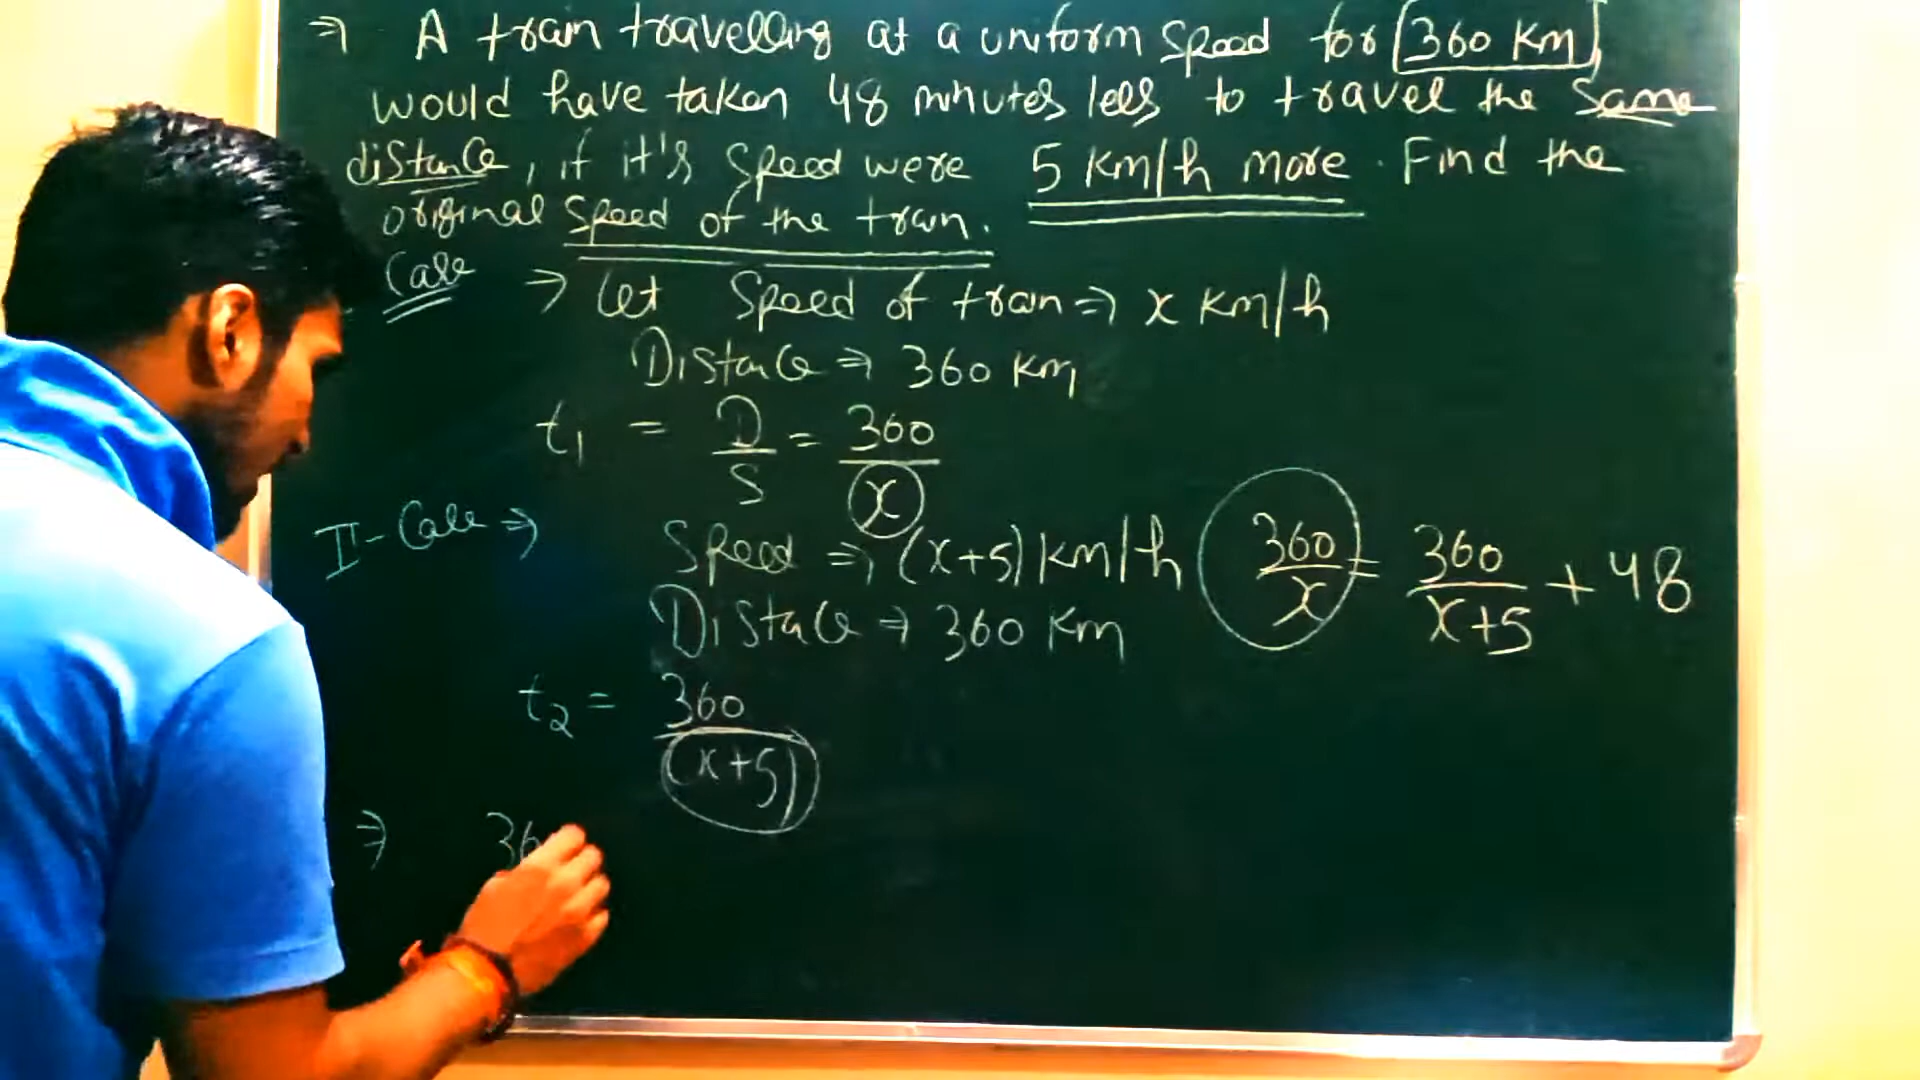 ⇒ A train travelling at a uniform speed for 360 km,
would have taken 48 minutes less to travel the same
distance, if it's speed were 5 km/h more. Find the
original speed of the train.
Case → Let Speed of train ⇒ x km/h
Distance ⇒ 360 km
t₁ = D/S = 360/x
II - Case ⇒ Speed ⇒ (x+5) km/h
360/x = 360/(x+5) + 48
Distance ⇒ 360 km
t₂ = 360/(x+5)
⇒ 36